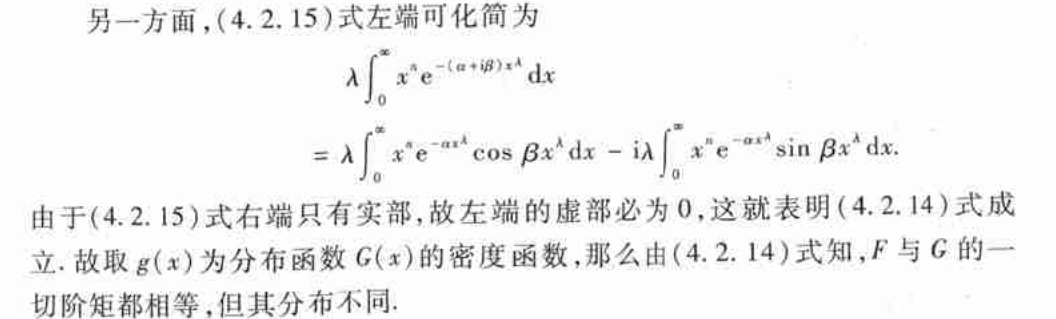 另一方面,(4.2.15)式左端可化简为
λ∫₀^∞ xⁿe^{-(α+iβ)x^λ}dx
= λ∫₀^∞ xⁿe^{-αx^λ}cos βx^λdx - iλ∫₀^∞ xⁿe^{-αx^λ}sin βx^λdx.
由于(4.2.15)式右端只有实部,故左端的虚部必为0,这就表明(4.2.14)式成
立.故取g(x)为分布函数G(x)的密度函数,那么由(4.2.14)式知,F与G的一
切阶矩都相等,但其分布不同.